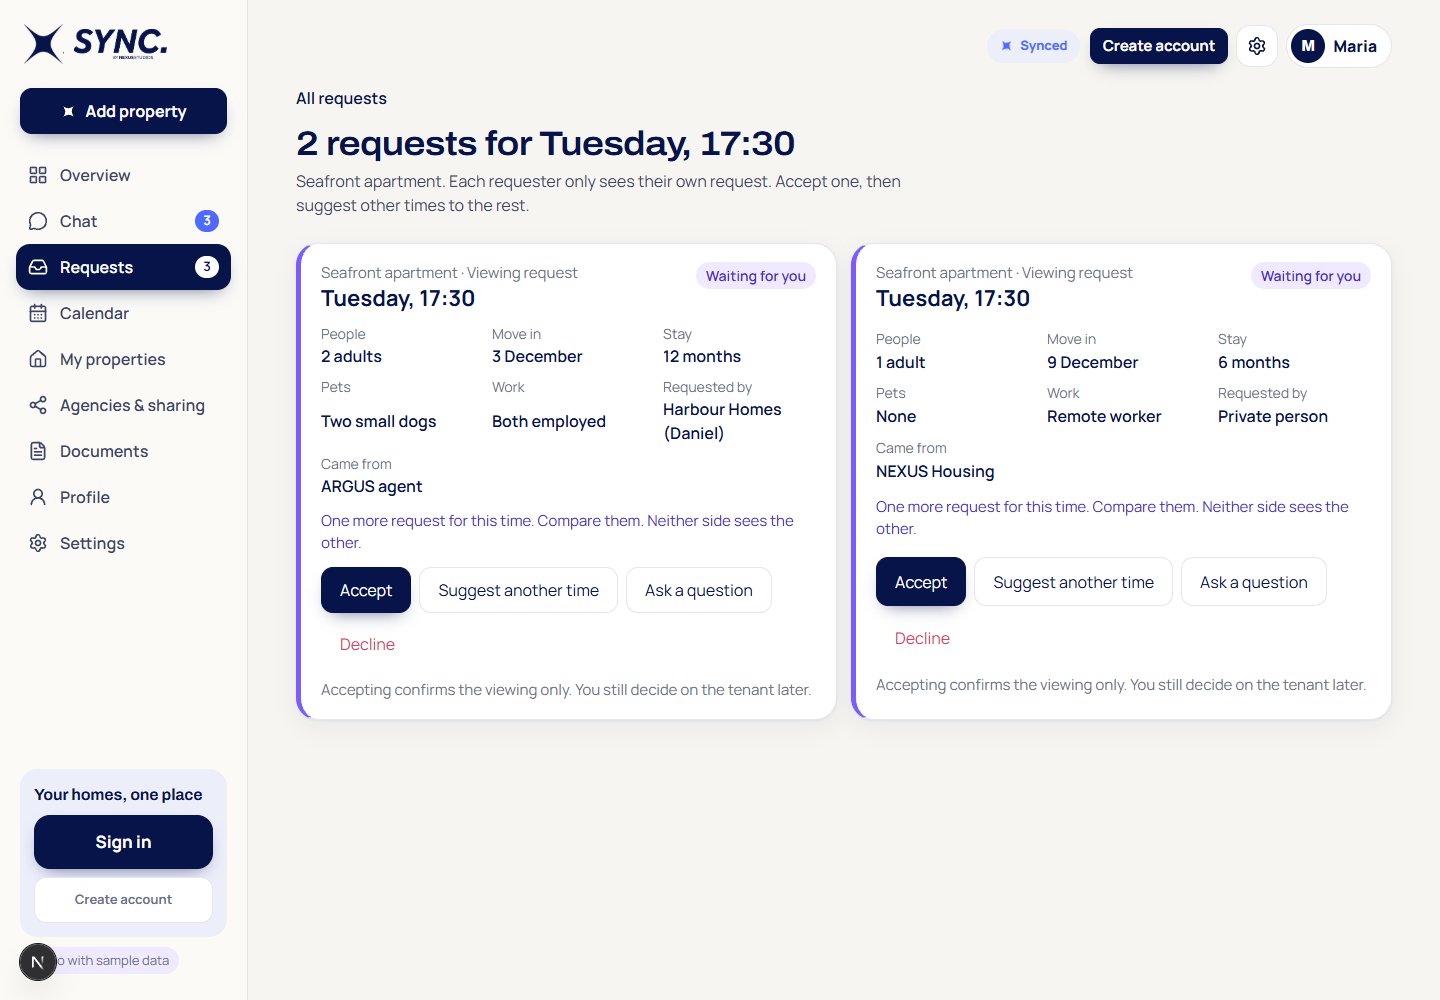 SYNC.
BY NEXUS STUDIOS
Add property
Overview
Chat
3
Requests
3
Calendar
My properties
Agencies & sharing
Documents
Profile
Settings
Your homes, one place
Sign in
Create account
N
o with sample data
Synced
Create account
M
Maria
All requests
2 requests for Tuesday, 17:30
Seafront apartment. Each requester only sees their own request. Accept one, then
suggest other times to the rest.
Seafront apartment · Viewing request
Waiting for you
Tuesday, 17:30
People
Move in
Stay
2 adults
3 December
12 months
Pets
Work
Requested by
Two small dogs
Both employed
Harbour Homes
(Daniel)
Came from
ARGUS agent
One more request for this time. Compare them. Neither side sees the
other.
Accept
Suggest another time
Ask a question
Decline
Accepting confirms the viewing only. You still decide on the tenant later.
Seafront apartment · Viewing request
Waiting for you
Tuesday, 17:30
People
Move in
Stay
1 adult
9 December
6 months
Pets
Work
Requested by
None
Remote worker
Private person
Came from
NEXUS Housing
One more request for this time. Compare them. Neither side sees the
other.
Accept
Suggest another time
Ask a question
Decline
Accepting confirms the viewing only. You still decide on the tenant later.